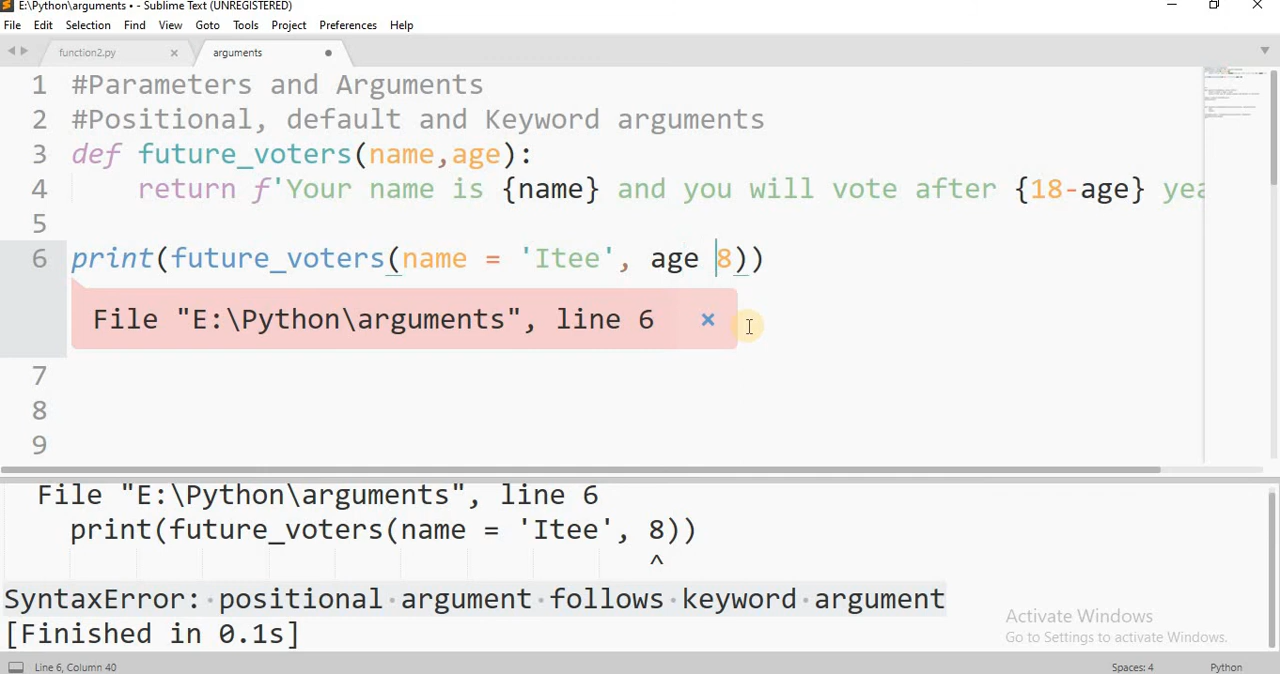 E:\Python\arguments • - Sublime Text (UNREGISTERED)
File Edit Selection Find View Goto Tools Project Preferences Help
function2.py × arguments
1 #Parameters and Arguments
2 #Positional, default and Keyword arguments
3 def future_voters(name,age):
4 return f'Your name is {name} and you will vote after {18-age} yea
5
6 print(future_voters(name = 'Itee', age 8))
File "E:\Python\arguments", line 6 ×
7
8
9
File "E:\Python\arguments", line 6
print(future_voters(name = 'Itee', 8))
^
SyntaxError: positional argument follows keyword argument
[Finished in 0.1s]
Activate Windows
Go to Settings to activate Windows.
Line 6, Column 40 Spaces: 4 Python